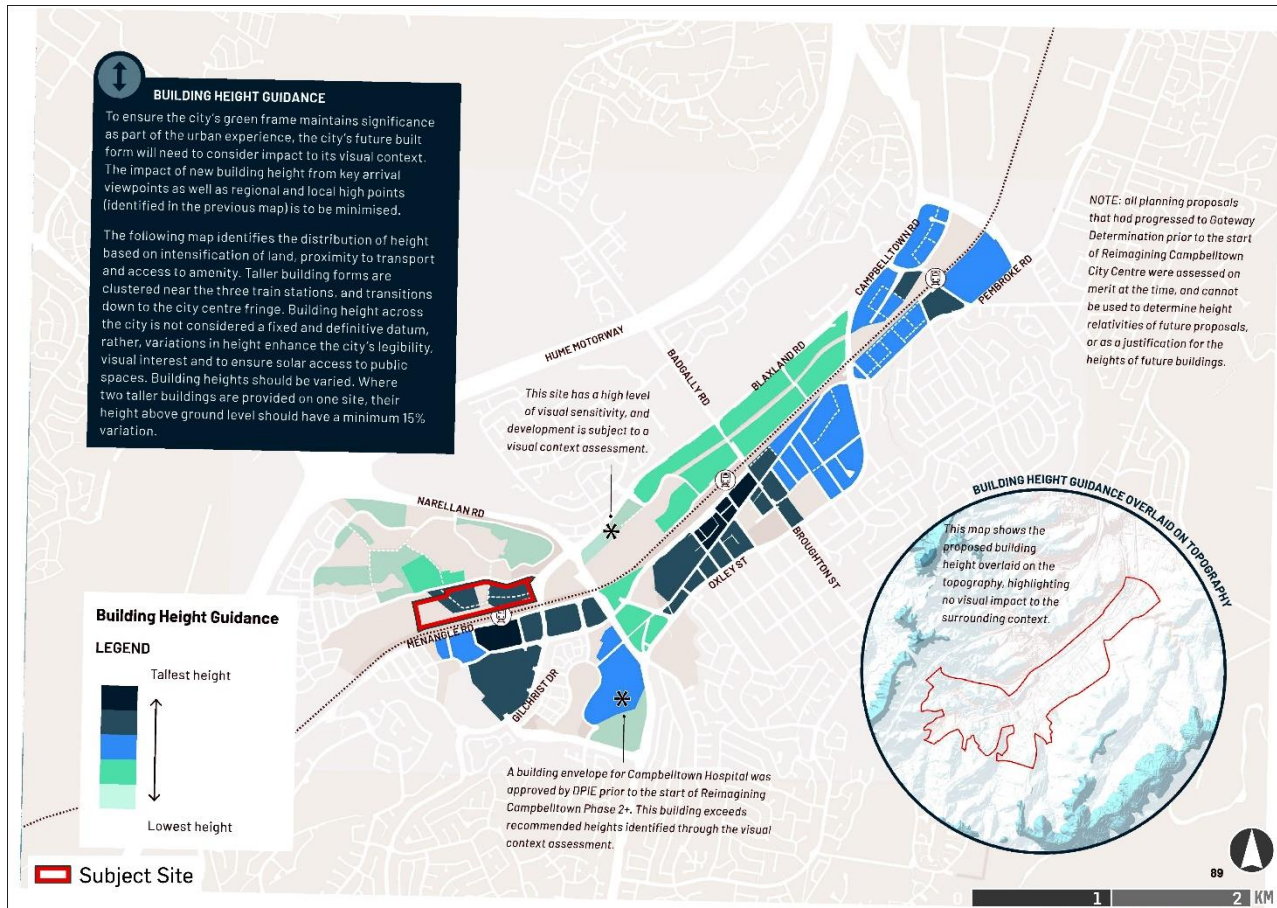 BUILDING HEIGHT GUIDANCE
To ensure the city's green frame maintains significance
as part of the urban experience, the city's future built
form will need to consider impact to its visual context.
The impact of new building height from key arrival
viewpoints as well as regional and local high points
(identified in the previous map) is to be minimised.
The following map identifies the distribution of height
based on intensification of land, proximity to transport
and access to amenity. Taller building forms are
clustered near the three train stations, and transitions
down to the city centre fringe. Building height across
the city is not considered a fixed and definitive datum,
rather, variations in height enhance the city's legibility,
visual interest and to ensure solar access to public
spaces. Building heights should be varied. Where
two taller buildings are provided on one site, their
height above ground level should have a minimum 15%
variation.
NOTE: all planning proposals
that had progressed to Gateway
Determination prior to the start
of Reimagining Campbelltown
City Centre were assessed on
merit at the time, and cannot
be used to determine height
relativities of future proposals,
or as a justification for the
heights of future buildings.
CAMPBELLTOWN RD
PEMBROKE RD
HUME MOTORWAY
BADGALLY RD
BLAXLAND RD
This site has a high level
of visual sensitivity, and
development is subject to a
visual context assessment.
NARELLAN RD
BROUGHTON ST
OXLEY ST
MENANGLE RD
GILCHRIST DR
BUILDING HEIGHT GUIDANCE OVERLAID ON TOPOGRAPHY
This map shows the
proposed building
height overlaid on the
topography, highlighting
no visual impact to the
surrounding context.
Building Height Guidance
LEGEND
Tallest height
Lowest height
A building envelope for Campbelltown Hospital was
approved by DPIE prior to the start of Reimagining
Campbelltown Phase 2+. This building exceeds
recommended heights identified through the visual
context assessment.
Subject Site
89
0 1 2 KM